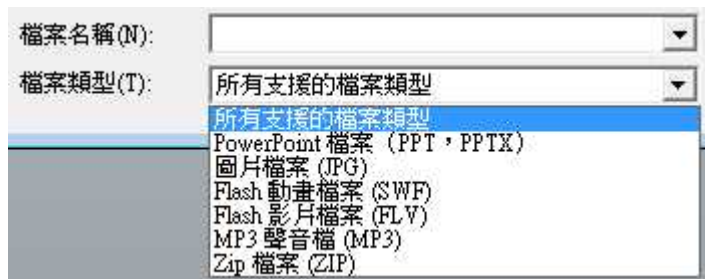 檔案名稱(N):
檔案類型(T): 所有支援的檔案類型
所有支援的檔案類型
PowerPoint 檔案（PPT，PPTX）
圖片檔案 (JPG)
Flash 動畫檔案 (SWF)
Flash 影片檔案 (FLV)
MP3 聲音檔 (MP3)
Zip 檔案 (ZIP)